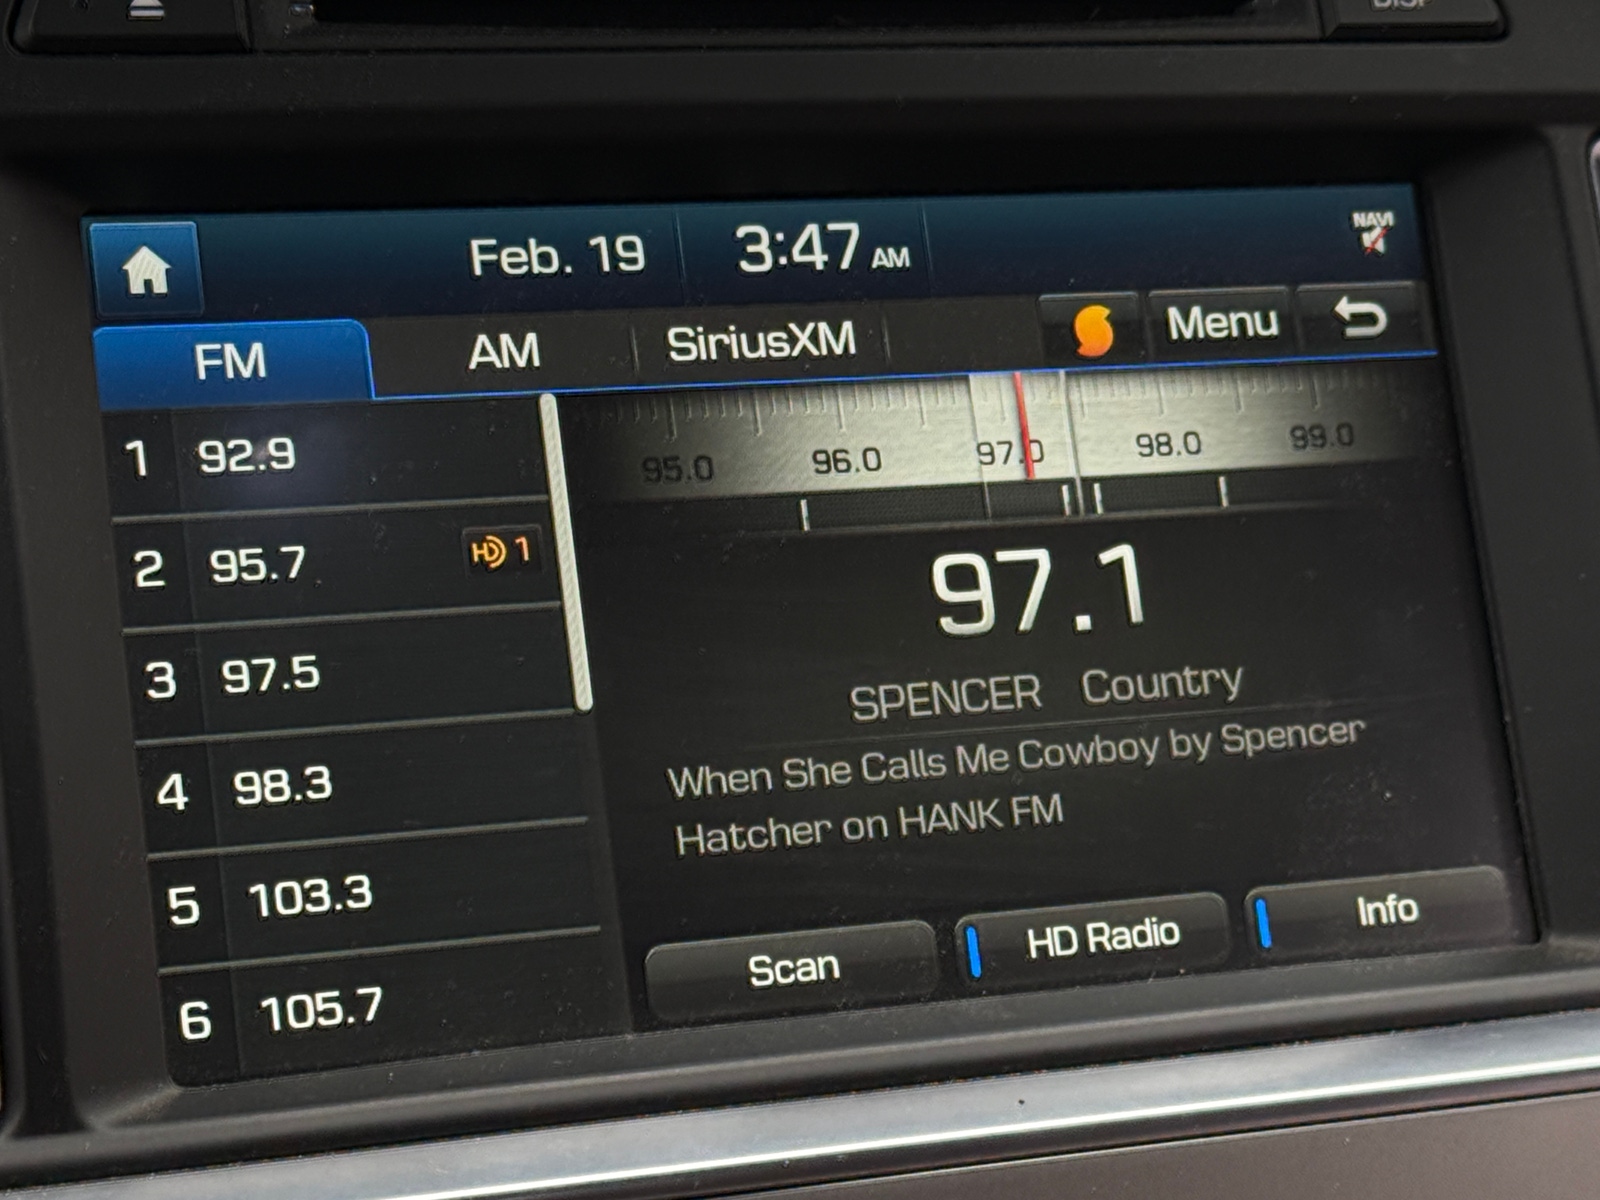 DISP
Feb. 19 3:47 AM NAVI
FM AM SiriusXM Menu
1 92.9
2 95.7 HD 1
3 97.5
4 98.3
5 103.3
6 105.7
95.0 96.0 97.0 98.0 99.0
97.1
SPENCER Country
When She Calls Me Cowboy by Spencer
Hatcher on HANK FM
Scan HD Radio Info